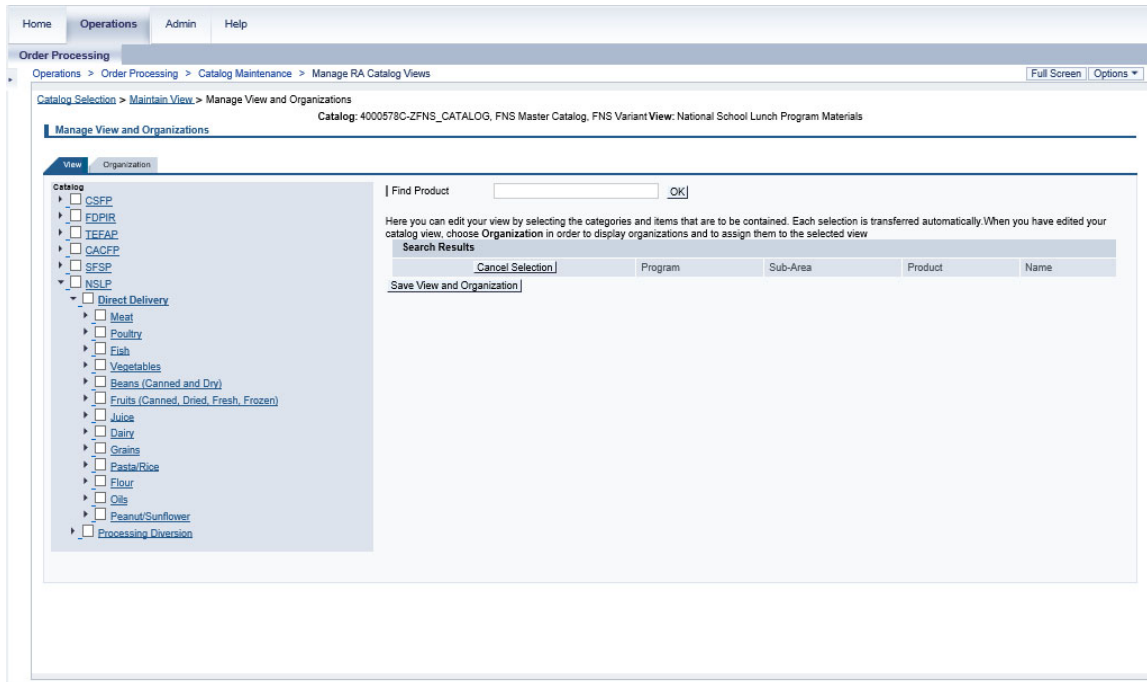 Home Operations Admin Help
Order Processing
Operations > Order Processing > Catalog Maintenance > Manage RA Catalog Views
Full Screen Options
Catalog Selection > Maintain View > Manage View and Organizations
Catalog: 4000578C-ZFNS_CATALOG, FNS Master Catalog, FNS Variant View: National School Lunch Program Materials
Manage View and Organizations
View Organization
Catalog
CSFP
FDPIR
TEFAP
CACFP
SFSP
NSLP
Direct Delivery
Meat
Poultry
Fish
Vegetables
Beans (Canned and Dry)
Fruits (Canned, Dried, Fresh, Frozen)
Juice
Dairy
Grains
Pasta/Rice
Flour
Oils
Peanut/Sunflower
Processing Diversion
Find Product OK
Here you can edit your view by selecting the categories and items that are to be contained. Each selection is transferred automatically.When you have edited your
catalog view, choose Organization in order to display organizations and to assign them to the selected view
Search Results
Cancel Selection Program Sub-Area Product Name
Save View and Organization